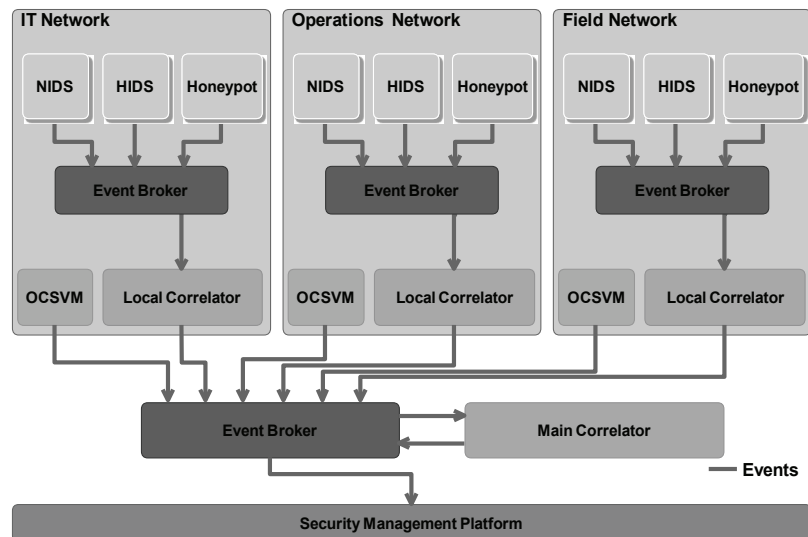 IT Network
Operations Network
Field Network
NIDS
HIDS
Honeypot
NIDS
HIDS
Honeypot
NIDS
HIDS
Honeypot
Event Broker
Event Broker
Event Broker
OCSVM
Local Correlator
OCSVM
Local Correlator
OCSVM
Local Correlator
Event Broker
Main Correlator
Events
Security Management Platform